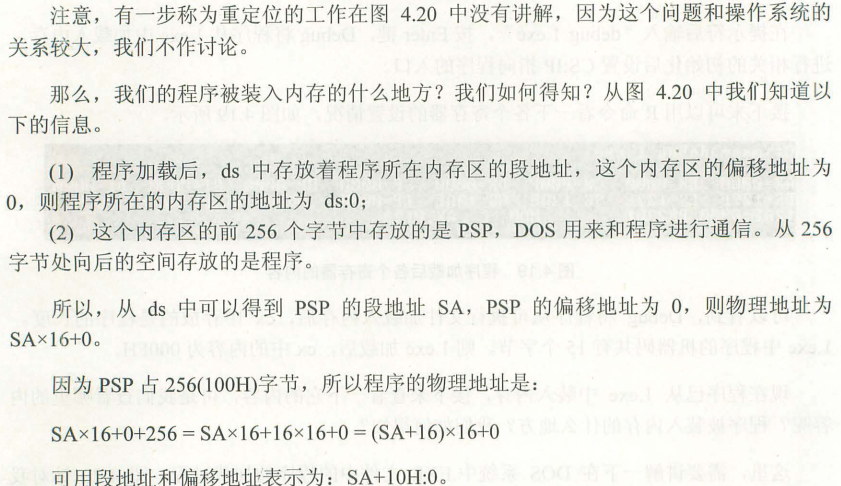 注意，有一步称为重定位的工作在图 4.20 中没有讲解，因为这个问题和操作系统的
关系较大，我们不作讨论。
那么，我们的程序被装入内存的什么地方？我们如何得知？从图 4.20 中我们知道以
下的信息。
(1) 程序加载后，ds 中存放着程序所在内存区的段地址，这个内存区的偏移地址为
0，则程序所在的内存区的地址为 ds:0；
(2) 这个内存区的前 256 个字节中存放的是 PSP，DOS 用来和程序进行通信。从 256
字节处向后的空间存放的是程序。
所以，从 ds 中可以得到 PSP 的段地址 SA，PSP 的偏移地址为 0，则物理地址为
SA×16+0。
因为 PSP 占 256(100H)字节，所以程序的物理地址是：
SA×16+0+256 = SA×16+16×16+0 = (SA+16)×16+0
可用段地址和偏移地址表示为：SA+10H:0。